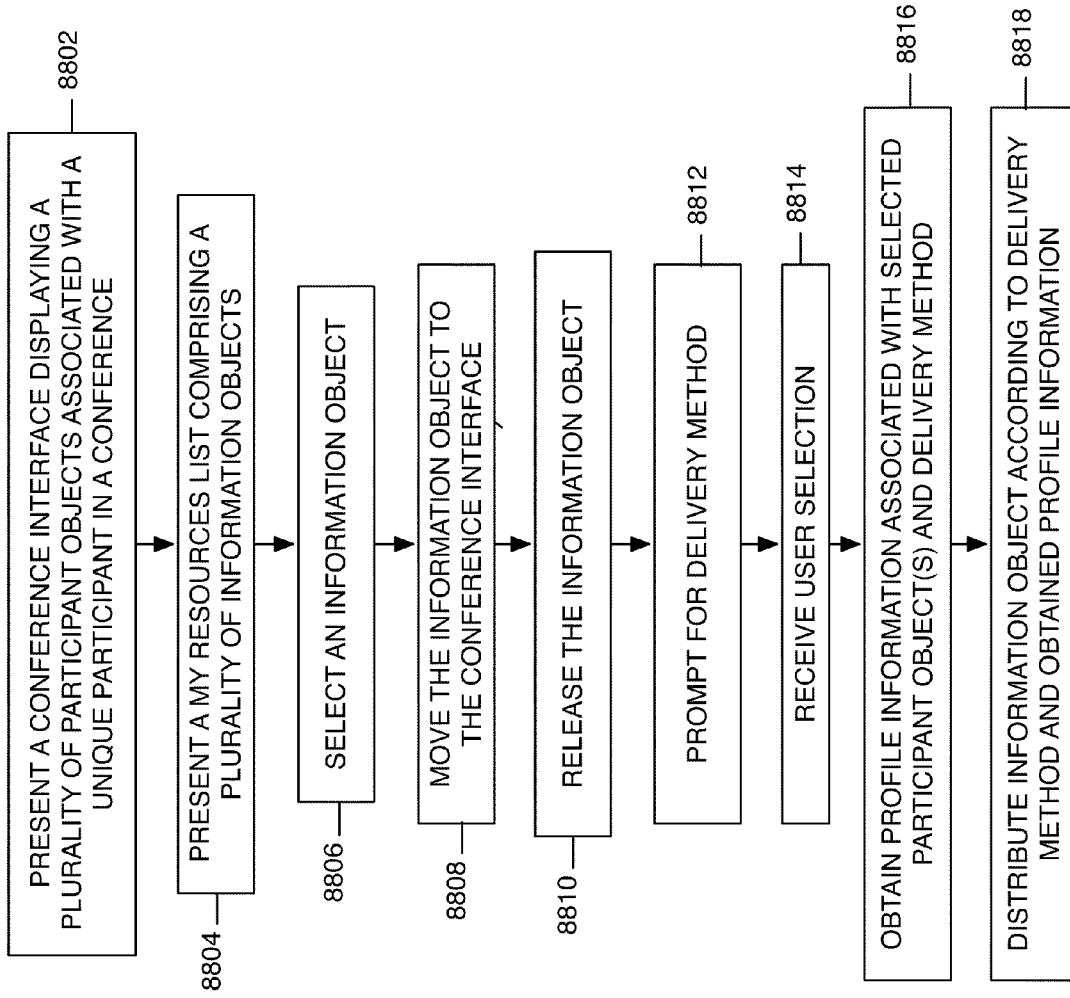 PRESENT A CONFERENCE INTERFACE DISPLAYING A
PLURALITY OF PARTICIPANT OBJECTS ASSOCIATED WITH A
UNIQUE PARTICIPANT IN A CONFERENCE
8802
PRESENT A MY RESOURCES LIST COMPRISING A
PLURALITY OF INFORMATION OBJECTS
8804
SELECT AN INFORMATION OBJECT
8806
MOVE THE INFORMATION OBJECT TO
THE CONFERENCE INTERFACE
8808
RELEASE THE INFORMATION OBJECT
8810
PROMPT FOR DELIVERY METHOD
8812
RECEIVE USER SELECTION
8814
OBTAIN PROFILE INFORMATION ASSOCIATED WITH SELECTED
PARTICIPANT OBJECT(S) AND DELIVERY METHOD
8816
DISTRIBUTE INFORMATION OBJECT ACCORDING TO DELIVERY
METHOD AND OBTAINED PROFILE INFORMATION
8818